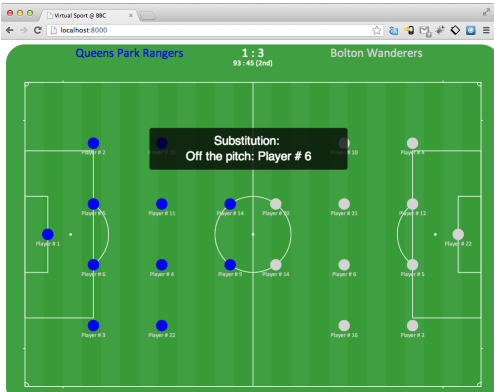 Virtual Sport @ BBC
localhost:8000
Queens Park Rangers
1 : 3
Bolton Wanderers
93 : 45 (2nd)
Substitution:
Off the pitch: Player # 6
Player # 2
# 10
Player # 4
Player # 5
Player # 11
Player # 14
Player # 20
Player # 21
Player # 12
Player # 1
Player # 22
Player # 6
Player # 4
Player # 9
Player # 14
Player # 6
Player # 5
Player # 3
Player # 22
Player # 16
Player # 2